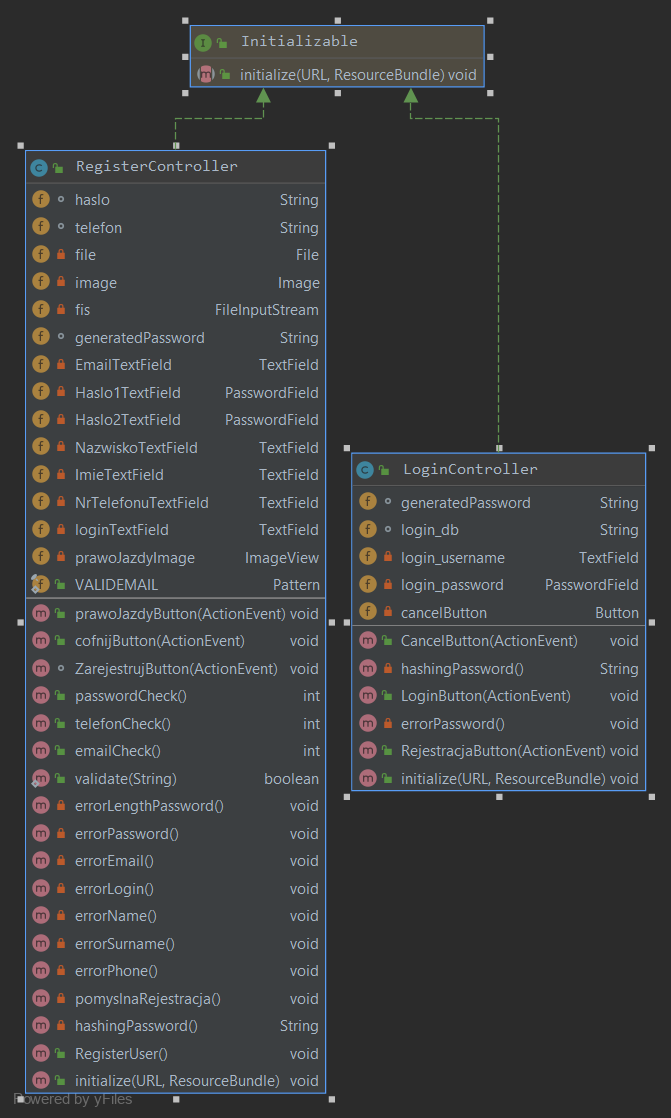 Initializable
initialize(URL, ResourceBundle) void
RegisterController
haslo String
telefon String
file File
image Image
fis FileInputStream
generatedPassword String
EmailTextField TextField
Haslo1TextField PasswordField
Haslo2TextField PasswordField
NazwiskoTextField TextField
ImieTextField TextField
NrTelefonuTextField TextField
loginTextField TextField
prawoJazdyImage ImageView
VALIDEMAIL Pattern
prawoJazdyButton(ActionEvent) void
cofnijButton(ActionEvent) void
ZarejestrujButton(ActionEvent) void
passwordCheck() int
telefonCheck() int
emailCheck() int
validate(String) boolean
errorLengthPassword() void
errorPassword() void
errorEmail() void
errorLogin() void
errorName() void
errorSurname() void
errorPhone() void
pomyslnaRejestracja() void
hashingPassword() String
RegisterUser() void
initialize(URL, ResourceBundle) void
LoginController
generatedPassword String
login_db String
login_username TextField
login_password PasswordField
cancelButton Button
CancelButton(ActionEvent) void
hashingPassword() String
LoginButton(ActionEvent) void
errorPassword() void
RejestracjaButton(ActionEvent) void
initialize(URL, ResourceBundle) void
Powered by yFiles